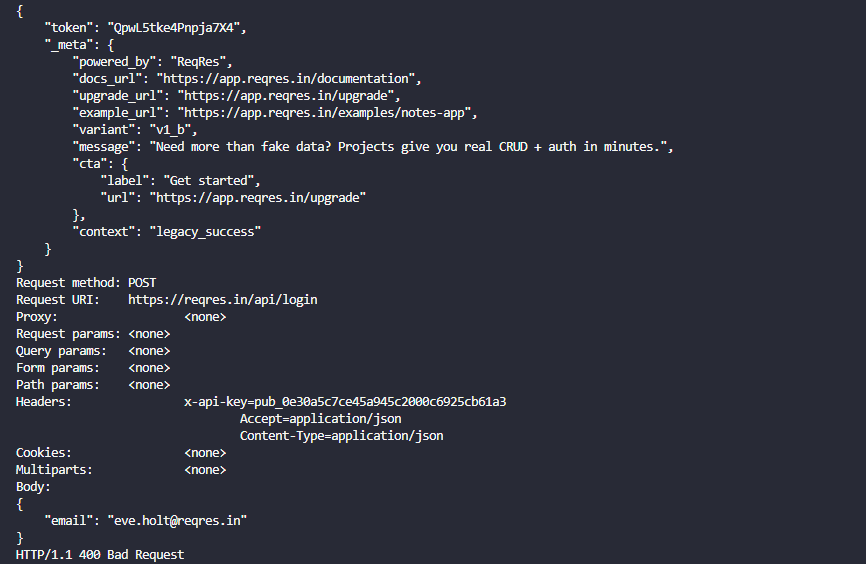 {
    "token": "QpwL5tke4Pnpja7X4",
    "_meta": {
        "powered_by": "ReqRes",
        "docs_url": "https://app.reqres.in/documentation",
        "upgrade_url": "https://app.reqres.in/upgrade",
        "example_url": "https://app.reqres.in/examples/notes-app",
        "variant": "v1_b",
        "message": "Need more than fake data? Projects give you real CRUD + auth in minutes.",
        "cta": {
            "label": "Get started",
            "url": "https://app.reqres.in/upgrade"
        },
        "context": "legacy_success"
    }
}
Request method: POST
Request URI:    https://reqres.in/api/login
Proxy:                  <none>
Request params: <none>
Query params:   <none>
Form params:    <none>
Path params:    <none>
Headers:                x-api-key=pub_0e30a5c7ce45a945c2000c6925cb61a3
                                Accept=application/json
                                Content-Type=application/json
Cookies:                <none>
Multiparts:             <none>
Body:
{
    "email": "eve.holt@reqres.in"
}
HTTP/1.1 400 Bad Request